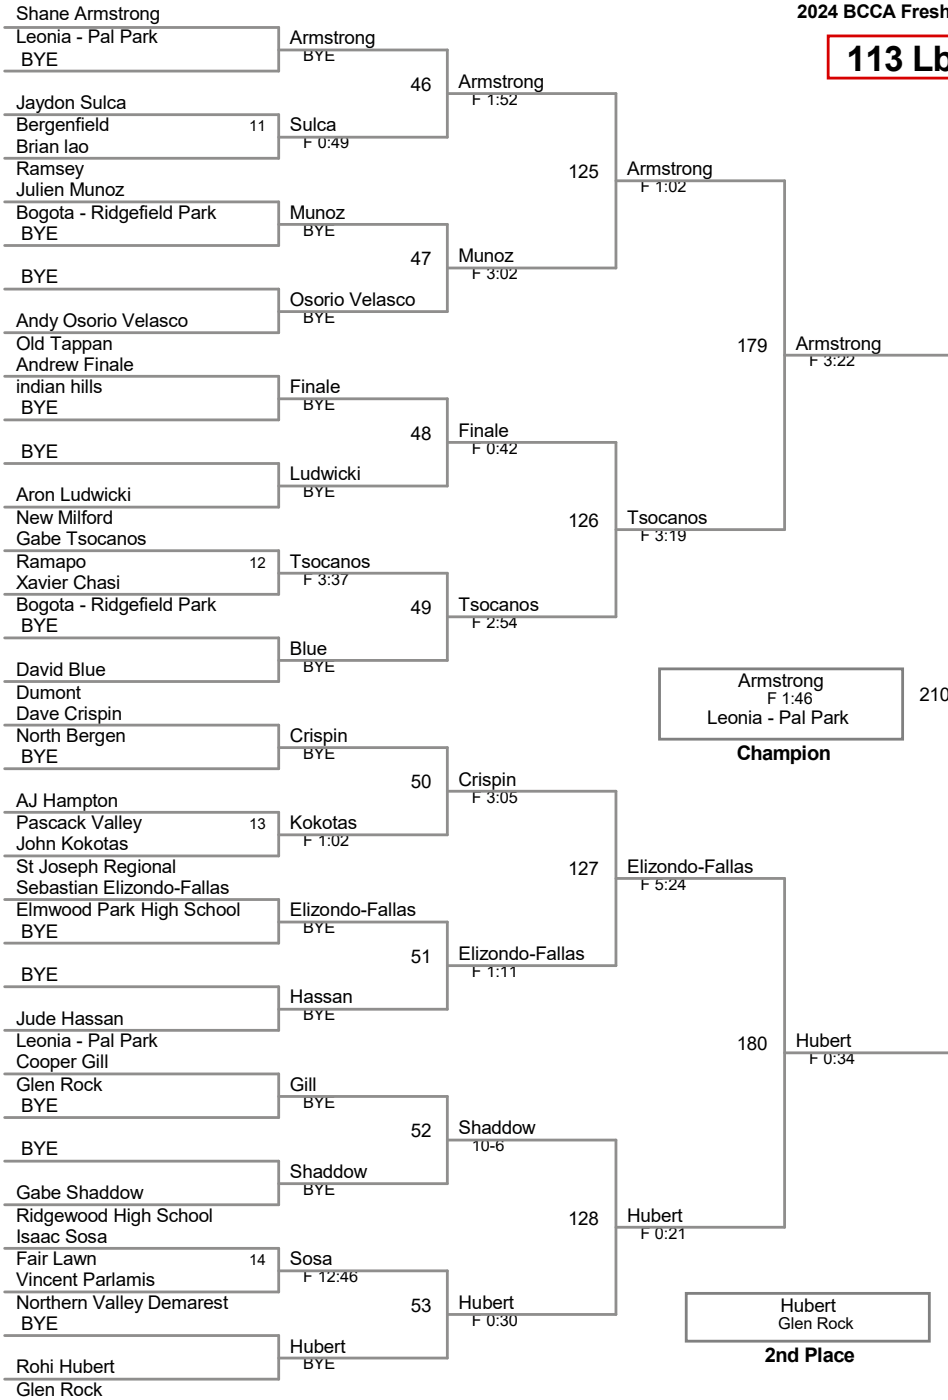 Shane Armstrong
2024 BCCA Fresh
Leonia - Pal Park
Armstrong
BYE
BYE
113 Lb
46
Armstrong
F 1:52
Jaydon Sulca
Bergenfield
11
Sulca
F 0:49
Brian lao
Ramsey
125
Armstrong
F 1:02
Julien Munoz
Bogota - Ridgefield Park
Munoz
BYE
BYE
47
Munoz
F 3:02
BYE
Osorio Velasco
BYE
Andy Osorio Velasco
Old Tappan
179
Armstrong
F 3:22
Andrew Finale
indian hills
Finale
BYE
BYE
48
Finale
F 0:42
BYE
Ludwicki
BYE
Aron Ludwicki
New Milford
126
Tsocanos
F 3:19
Gabe Tsocanos
Ramapo
12
Tsocanos
F 3:37
Xavier Chasi
Bogota - Ridgefield Park
49
Tsocanos
F 2:54
BYE
Blue
BYE
David Blue
Dumont
Armstrong
F 1:46
Leonia - Pal Park
210
Champion
Dave Crispin
North Bergen
Crispin
BYE
BYE
50
Crispin
F 3:05
AJ Hampton
Pascack Valley
13
Kokotas
F 1:02
John Kokotas
St Joseph Regional
127
Elizondo-Fallas
F 5:24
Sebastian Elizondo-Fallas
Elmwood Park High School
Elizondo-Fallas
BYE
BYE
51
Elizondo-Fallas
F 1:11
BYE
Hassan
BYE
Jude Hassan
Leonia - Pal Park
180
Hubert
F 0:34
Cooper Gill
Glen Rock
Gill
BYE
BYE
52
Shaddow
10-6
BYE
Shaddow
BYE
Gabe Shaddow
Ridgewood High School
128
Hubert
F 0:21
Isaac Sosa
Fair Lawn
14
Sosa
F 12:46
Vincent Parlamis
Northern Valley Demarest
53
Hubert
F 0:30
BYE
Hubert
BYE
Rohi Hubert
Glen Rock
Hubert
Glen Rock
2nd Place